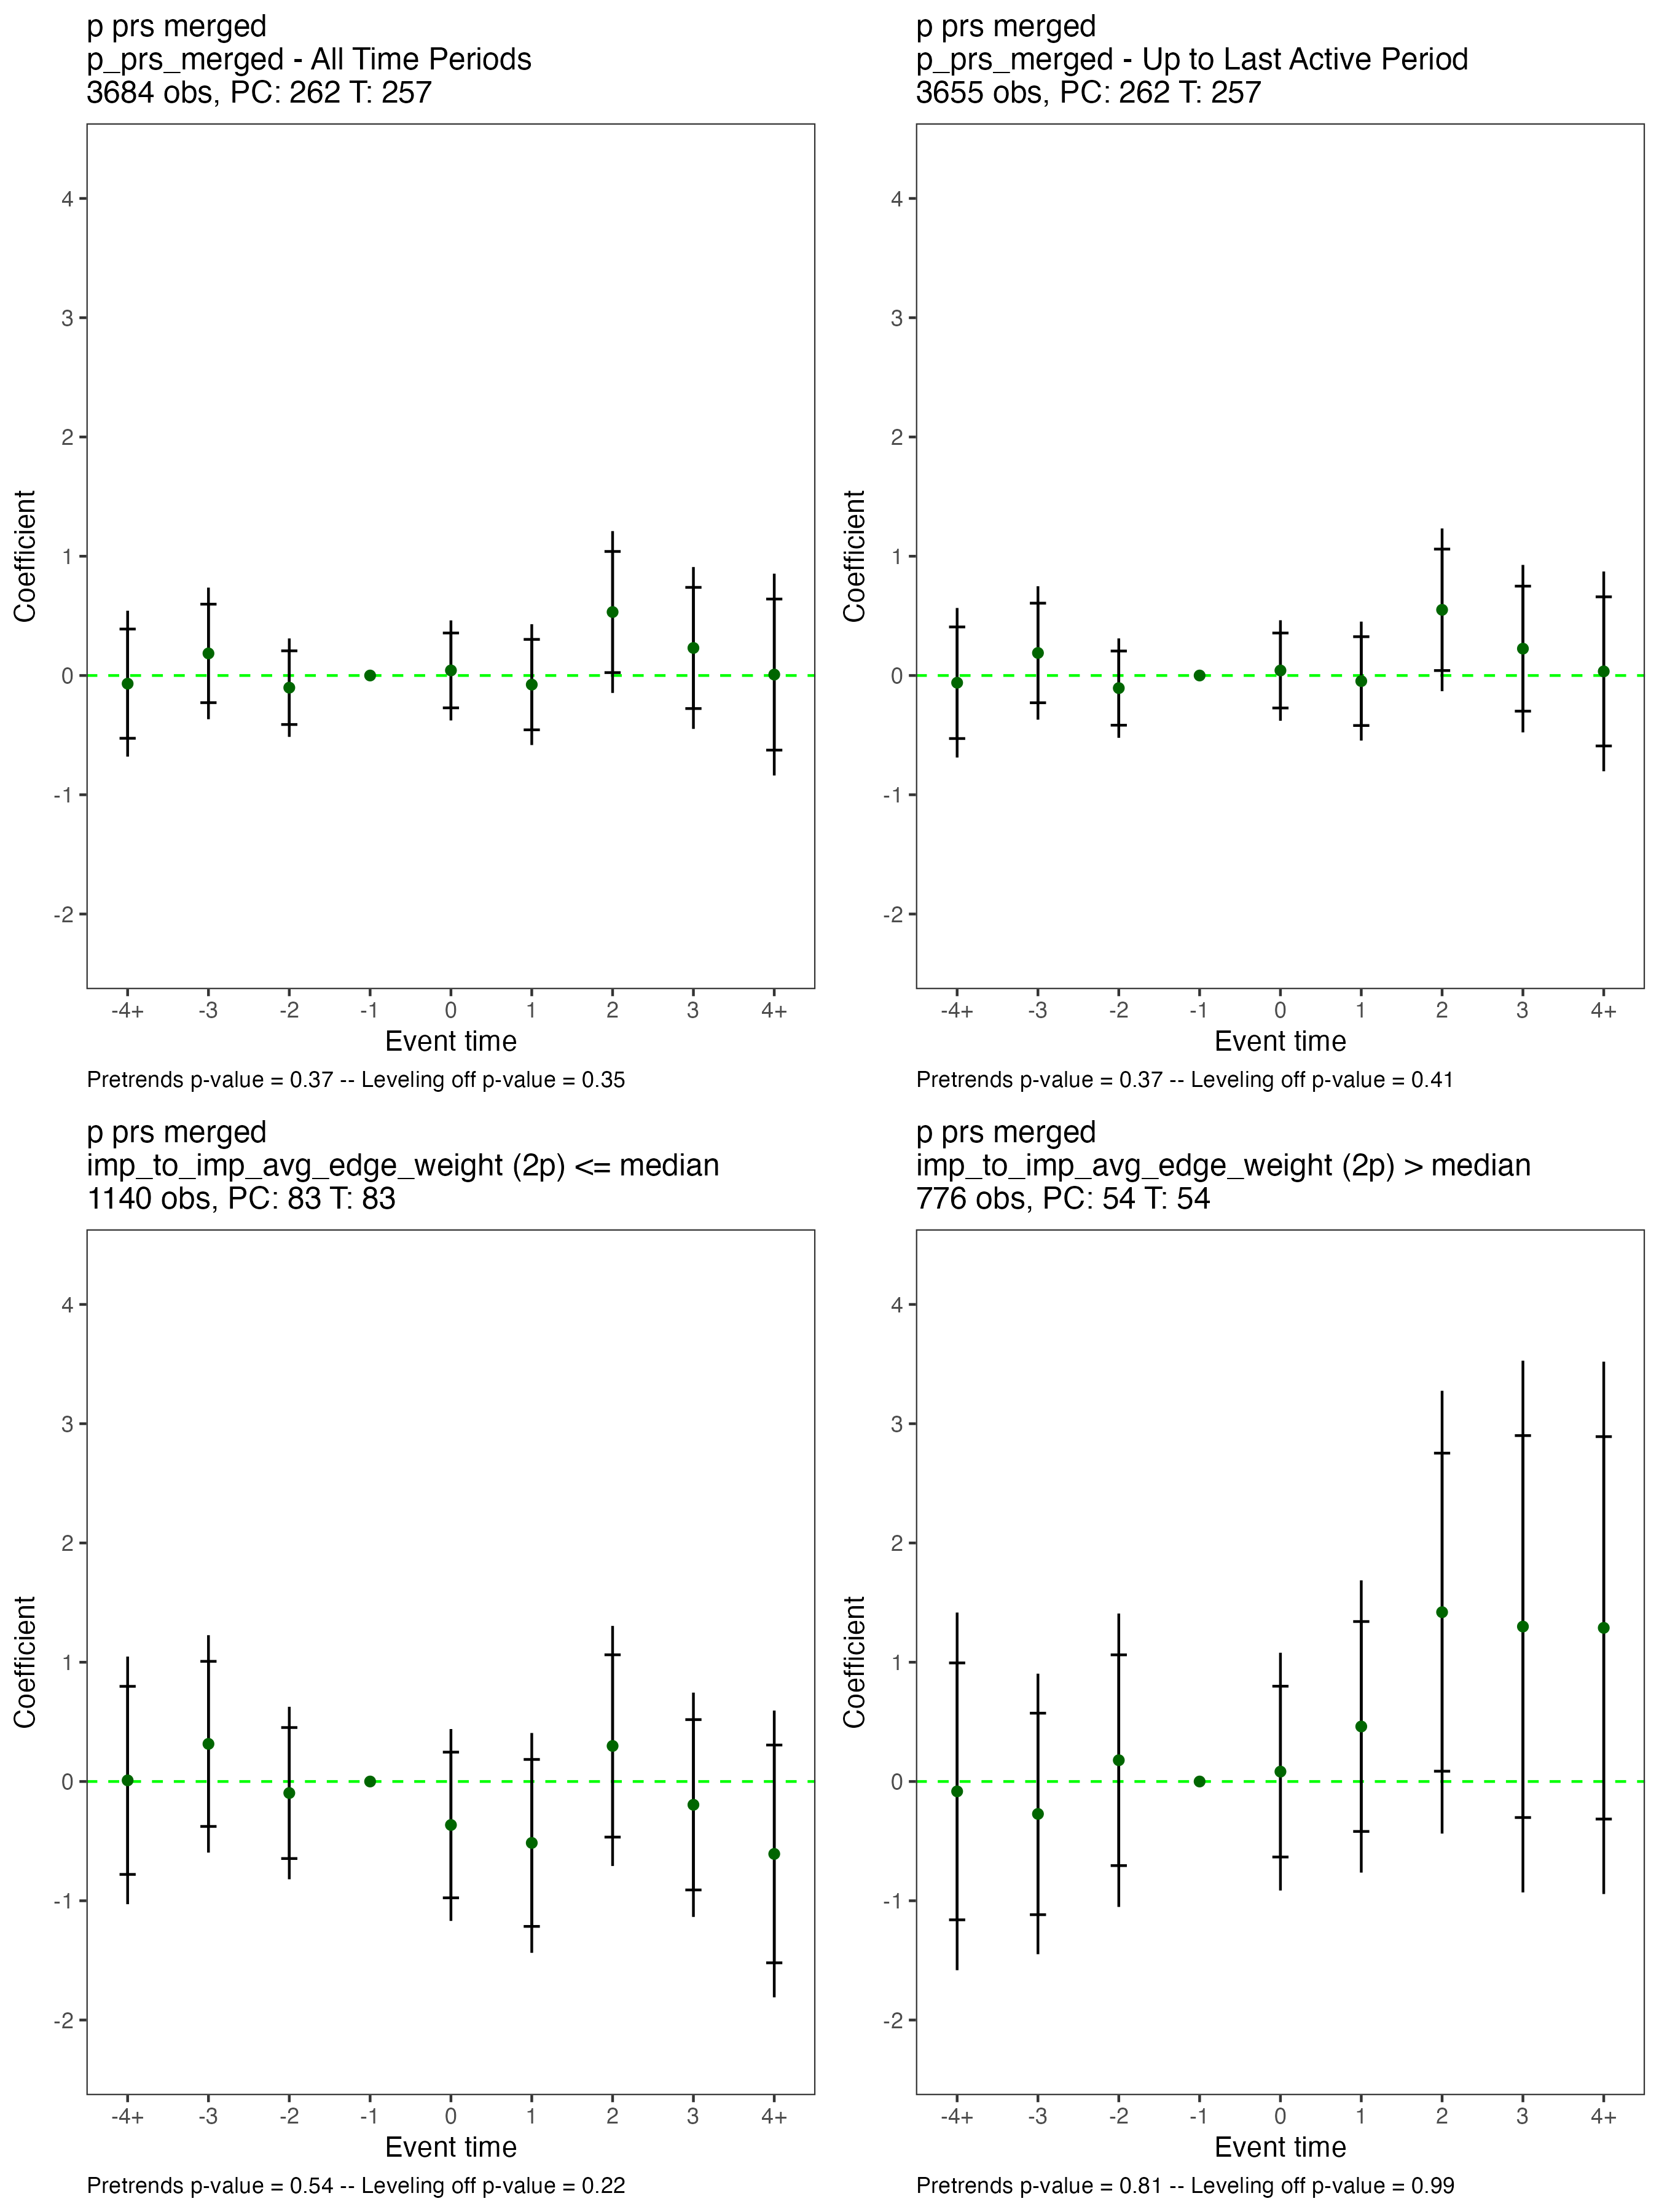 p prs merged
p_prs_merged - All Time Periods
3684 obs, PC: 262 T: 257
4
3
2
1
0
-1
-2
Coefficient
-4+ -3 -2 -1 0 1 2 3 4+
Event time
Pretrends p-value = 0.37 -- Leveling off p-value = 0.35
p prs merged
p_prs_merged - Up to Last Active Period
3655 obs, PC: 262 T: 257
4
3
2
1
0
-1
-2
Coefficient
-4+ -3 -2 -1 0 1 2 3 4+
Event time
Pretrends p-value = 0.37 -- Leveling off p-value = 0.41
p prs merged
imp_to_imp_avg_edge_weight (2p) <= median
1140 obs, PC: 83 T: 83
4
3
2
1
0
-1
-2
Coefficient
-4+ -3 -2 -1 0 1 2 3 4+
Event time
Pretrends p-value = 0.54 -- Leveling off p-value = 0.22
p prs merged
imp_to_imp_avg_edge_weight (2p) > median
776 obs, PC: 54 T: 54
4
3
2
1
0
-1
-2
Coefficient
-4+ -3 -2 -1 0 1 2 3 4+
Event time
Pretrends p-value = 0.81 -- Leveling off p-value = 0.99